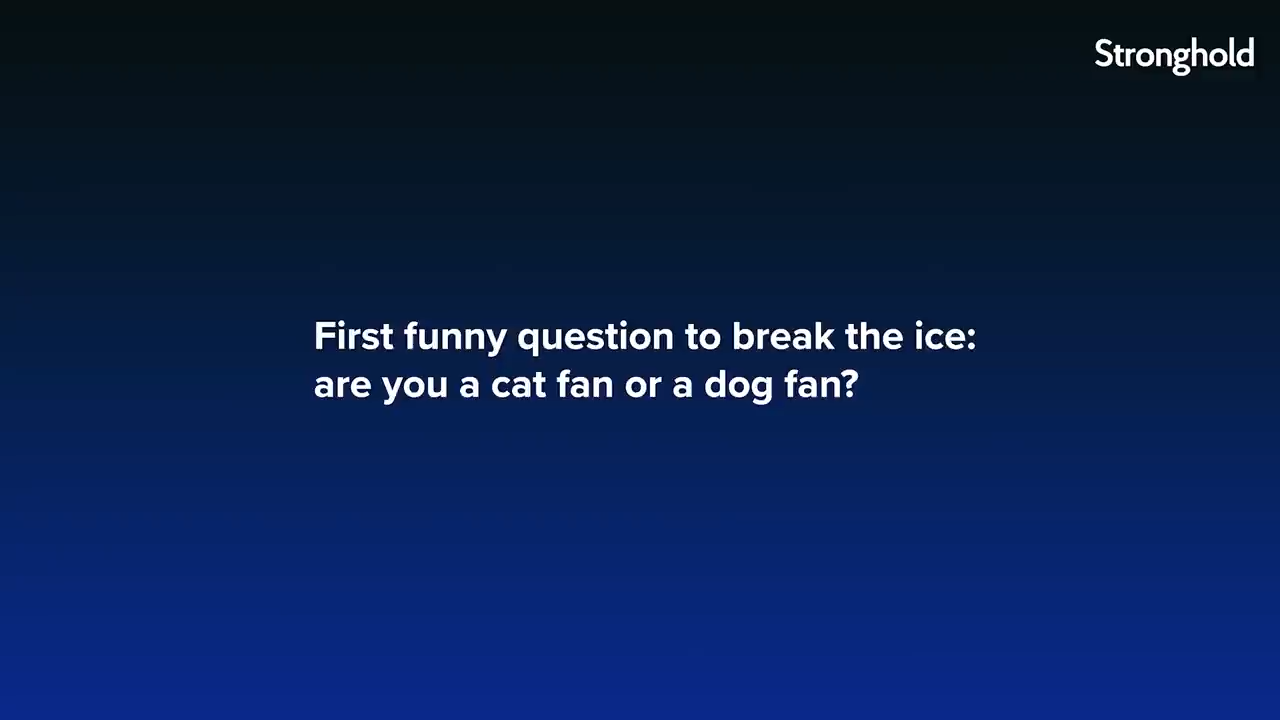 Stronghold
First funny question to break the ice:
are you a cat fan or a dog fan?